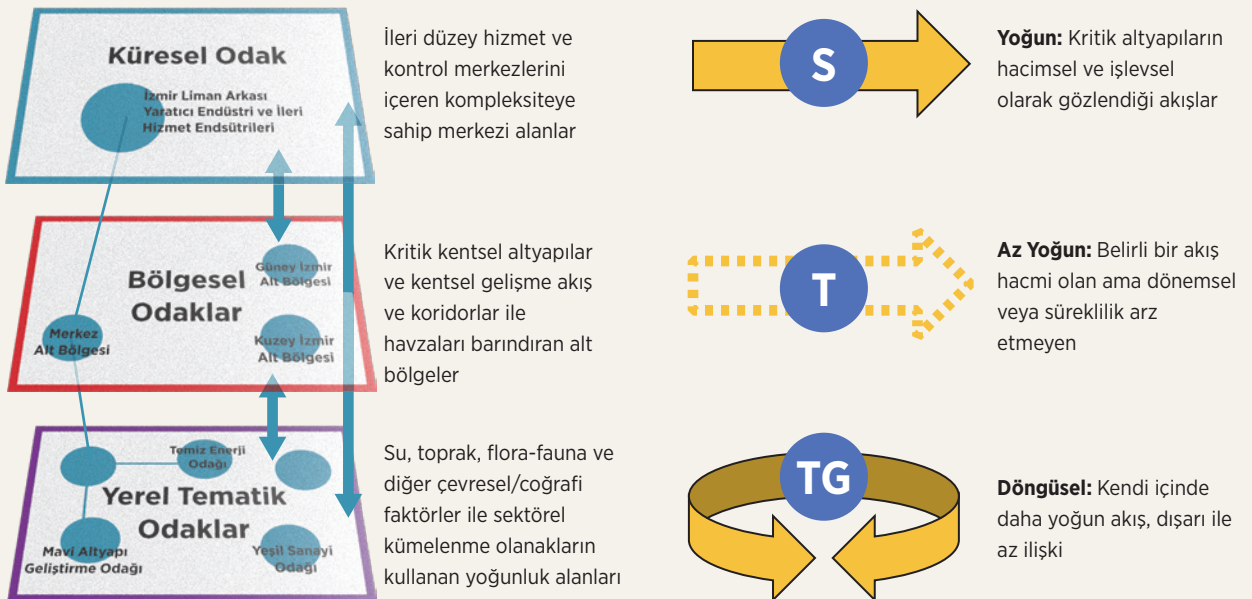 Küresel Odak
İzmir Liman Arkası
Yaratıcı Endüstri ve İleri
Hizmet Endsütrileri
İleri düzey hizmet ve
kontrol merkezlerini
içeren kompleksiteye
sahip merkezi alanlar
Bölgesel
Odaklar
Güney İzmir
Alt Bölgesi
Merkez
Alt Bölgesi
Kuzey İzmir
Alt Bölgesi
Kritik kentsel altyapılar
ve kentsel gelişme akış
ve koridorlar ile
havzaları barındıran alt
bölgeler
Temiz Enerji
Odağı
Yerel Tematik
Odaklar
Mavi Altyapı
Geliştirme Odağı
Yeşil Sanayi
Odağı
Su, toprak, flora-fauna ve
diğer çevresel/coğrafi
faktörler ile sektörel
kümelenme olanakların
kullanan yoğunluk alanları
S
Yoğun: Kritik altyapıların
hacimsel ve işlevsel
olarak gözlendiği akışlar
T
Az Yoğun: Belirli bir akış
hacmi olan ama dönemsel
veya süreklilik arz
etmeyen
TG
Döngüsel: Kendi içinde
daha yoğun akış, dışarı ile
az ilişki